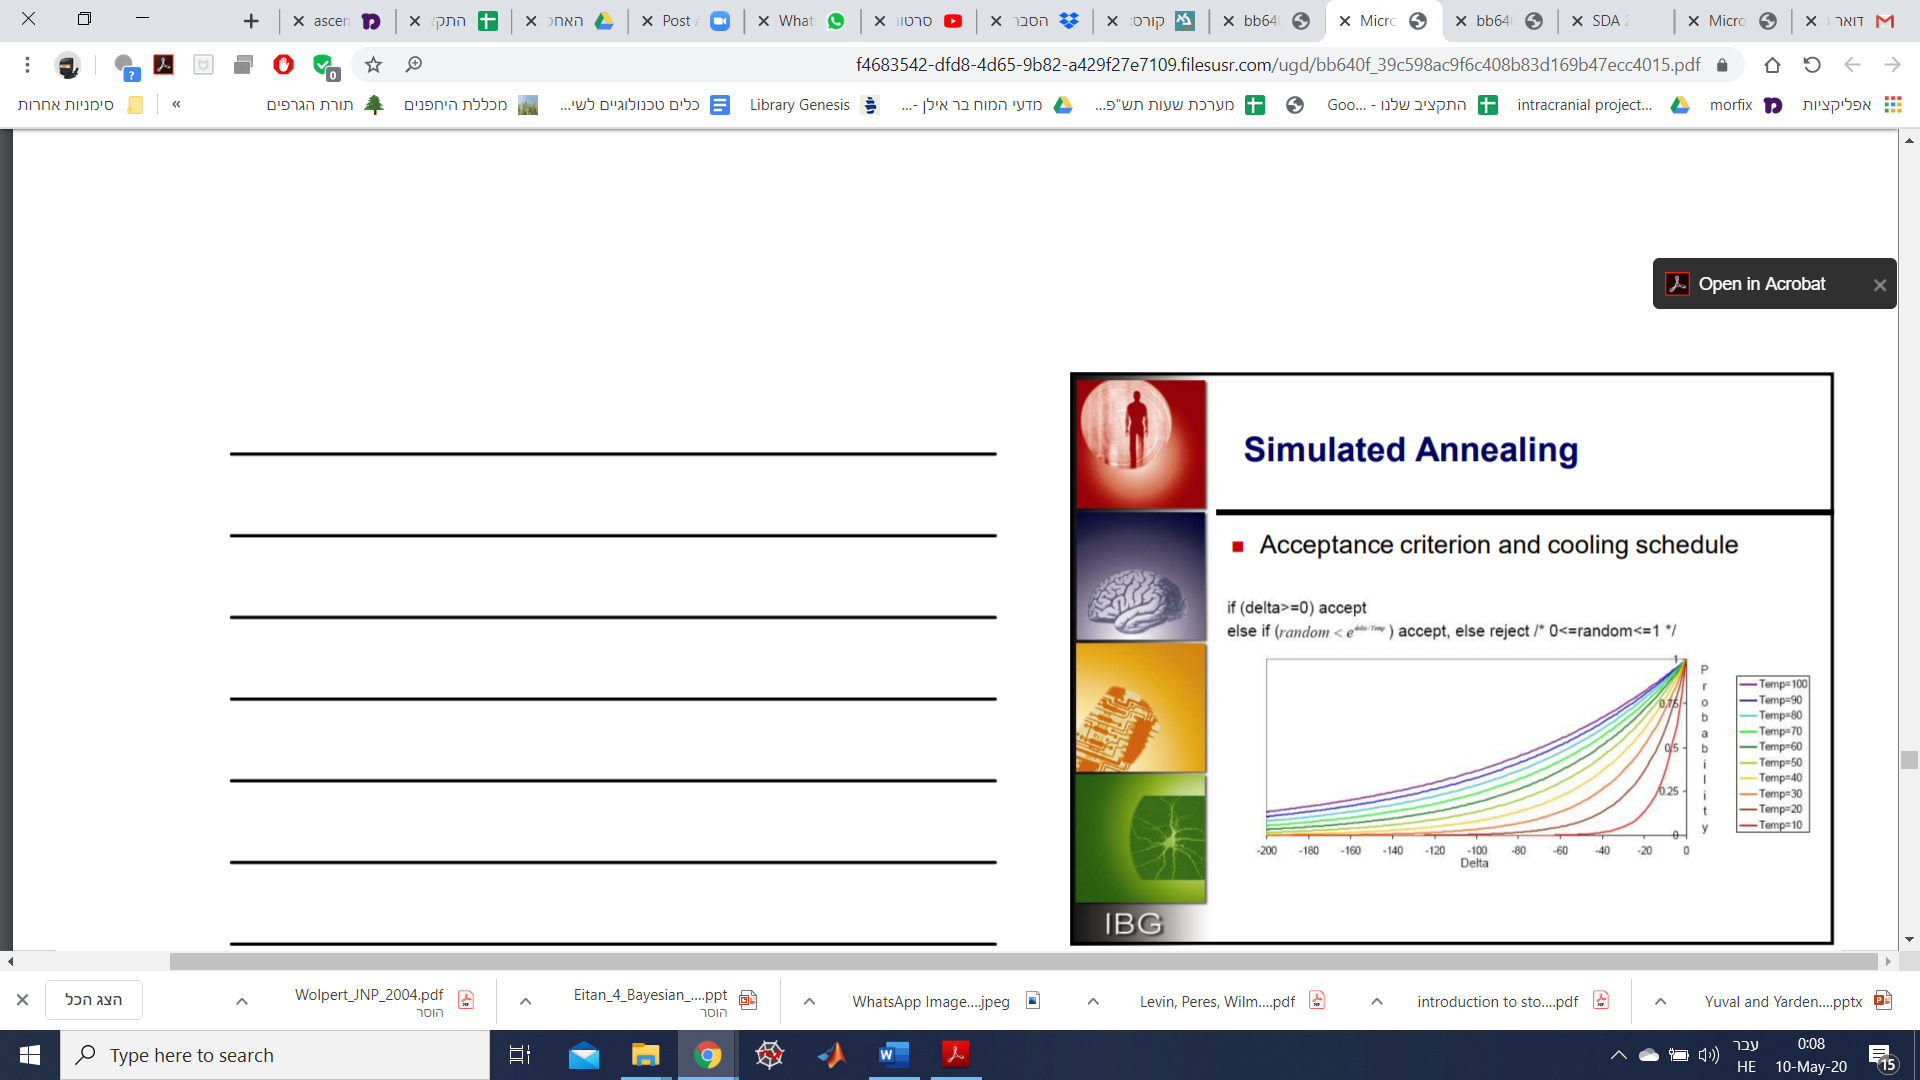 ascen
התק
האחכ
Post
What
סרטו
הסבר
קורס:
bb64
Micro
bb64
SDA
Micro
דואר
f4683542-dfd8-4d65-9b82-a429f27e7109.filesusr.com/ugd/bb640f_39c598ac9f6c408b83d169b47ecc4015.pdf
אפליקציות
morfix
intracranial project...
התקציב שלנו - Goo...
מערכת שעות תש"פ...
מדעי המוח בר אילן -...
Library Genesis
כלים טכנולוגיים לשי...
מכללת היחפנים
תורת הגרפים
«
סימניות אחרות
Open in Acrobat
Simulated Annealing
Acceptance criterion and cooling schedule
if (delta>=0) accept
else if (random < e^delta/Temp ) accept, else reject /* 0<=random<=1 */
1
0.75
0.5
0.25
0
-200 -180 -160 -140 -120 -100 -80 -60 -40 -20 0
Delta
Probability
Temp=100
Temp=90
Temp=80
Temp=70
Temp=60
Temp=50
Temp=40
Temp=30
Temp=20
Temp=10
IBG
הצג הכל
Wolpert_JNP_2004.pdf
הוסר
Eitan_4_Bayesian_....ppt
הוסר
WhatsApp Image....jpeg
Levin, Peres, Wilm....pdf
introduction to sto....pdf
Yuval and Yarden....pptx
Type here to search
עבר
HE
0:08
10-May-20
15